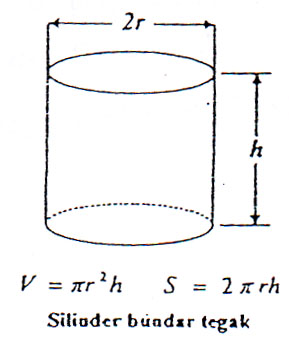 2r
h
V = πr²h S = 2πrh
Silinder bundar tegak